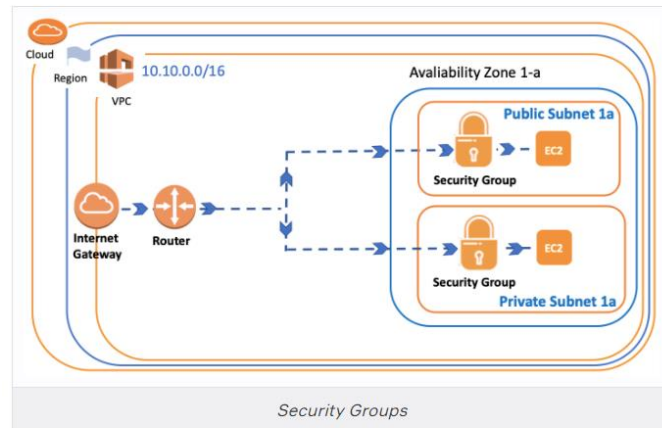 Cloud
Region
VPC
10.10.0.0/16
Avaliability Zone 1-a
Public Subnet 1a
EC2
Security Group
Internet
Gateway
Router
EC2
Security Group
Private Subnet 1a
Security Groups